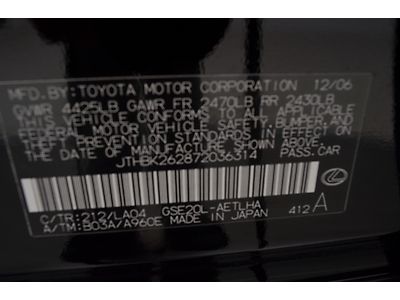 MFD. BY: TOYOTA MOTOR CORPORATION 12/06
GVWR 4425LB GAWR FR 2470LB RR 2430LB
THIS VEHICLE CONFORMS TO ALL APPLICABLE
FEDERAL MOTOR VEHICLE SAFETY, BUMPER, AND
THEFT PREVENTION STANDARDS IN EFFECT ON
THE DATE OF MANUFACTURE SHOWN ABOVE.
JTHBK262872036314 PASS.CAR
C/TR: 212/LA04 GSE20L-AETLHA
A/TM: B03A/A960E MADE IN JAPAN 412 A